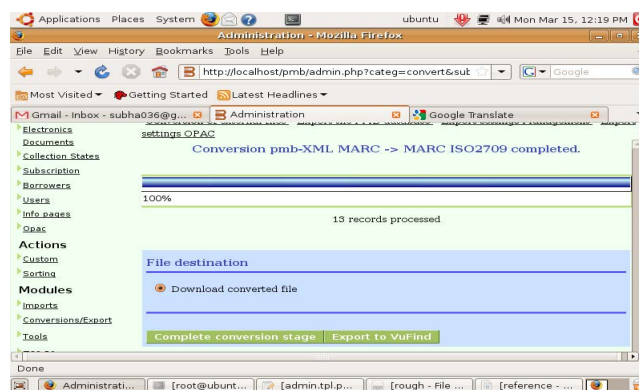 Applications Places System ubuntu Mon Mar 15, 12:19 PM
Administration - Mozilla Firefox
File Edit View History Bookmarks Tools Help
http://localhost/pmb/admin.php?categ=convert&sub Google
Most Visited Getting Started Latest Headlines
Gmail - Inbox - subha036@g... Administration Google Translate
Electronics
Documents
settings OPAC
Collection States
Conversion pmb-XML MARC -> MARC ISO2709 completed.
Subscription
Borrowers
Users
100%
Info pages
13 records processed
Opac
Actions
Custom
File destination
Sorting
Modules
Download converted file
Imports
Conversions/Export
Tools
Complete conversion stage Export to VuFind
Done
Administrati... [root@ubunt... [admin.tpl.p... [rough - File ... [reference - ...